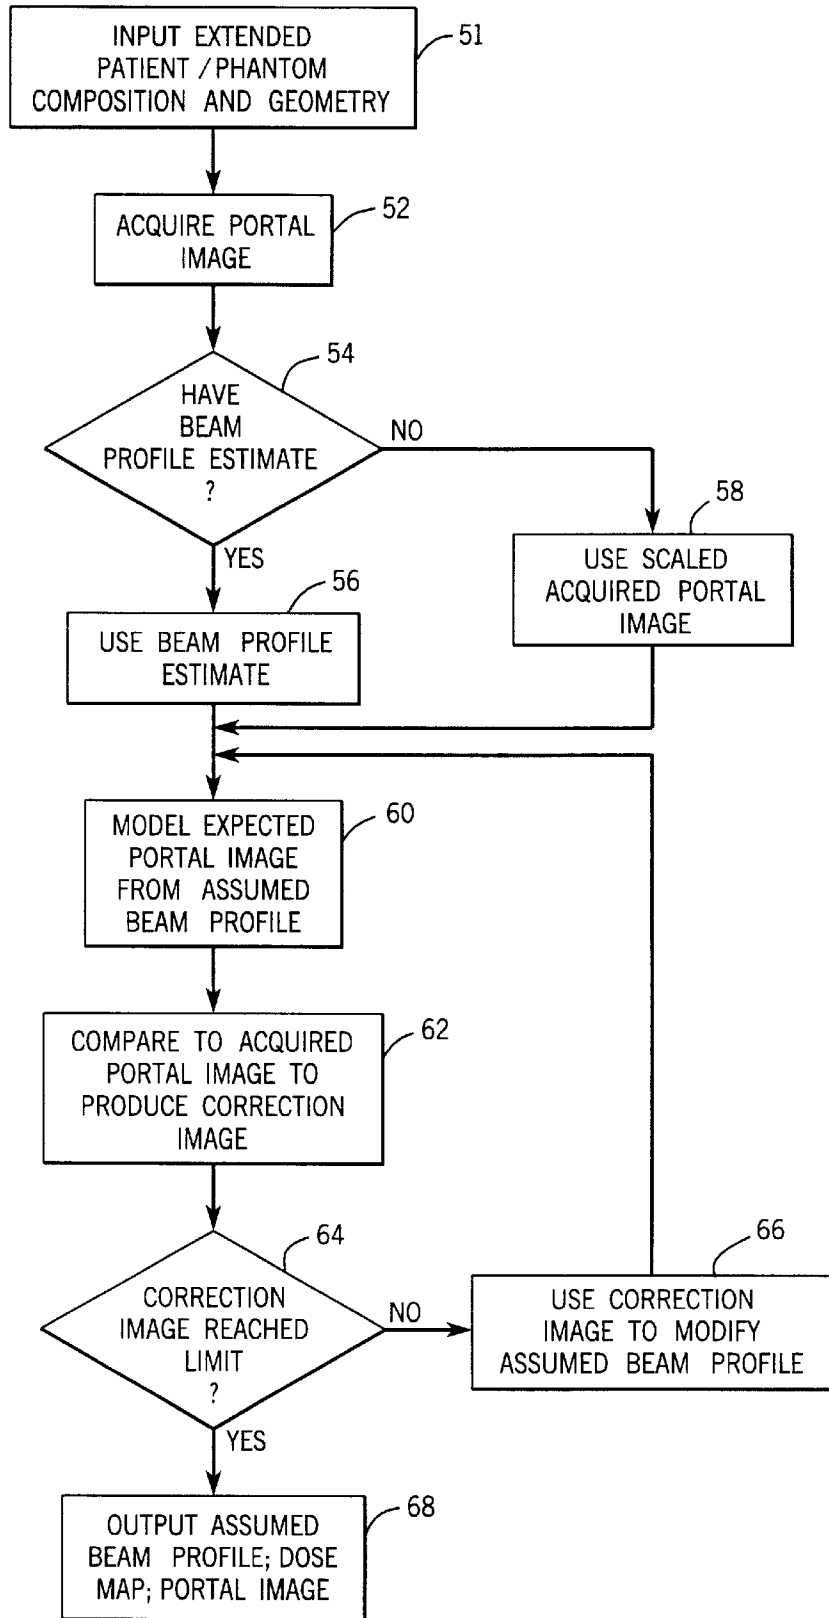 INPUT EXTENDED
PATIENT / PHANTOM
COMPOSITION AND GEOMETRY
51
ACQUIRE PORTAL
IMAGE
52
HAVE
BEAM
PROFILE ESTIMATE
?
54
NO
YES
USE SCALED
ACQUIRED PORTAL
IMAGE
58
USE BEAM PROFILE
ESTIMATE
56
MODEL EXPECTED
PORTAL IMAGE
FROM ASSUMED
BEAM PROFILE
60
COMPARE TO ACQUIRED
PORTAL IMAGE TO
PRODUCE CORRECTION
IMAGE
62
CORRECTION
IMAGE REACHED
LIMIT
?
64
NO
YES
USE CORRECTION
IMAGE TO MODIFY
ASSUMED BEAM PROFILE
66
OUTPUT ASSUMED
BEAM PROFILE; DOSE
MAP; PORTAL IMAGE
68